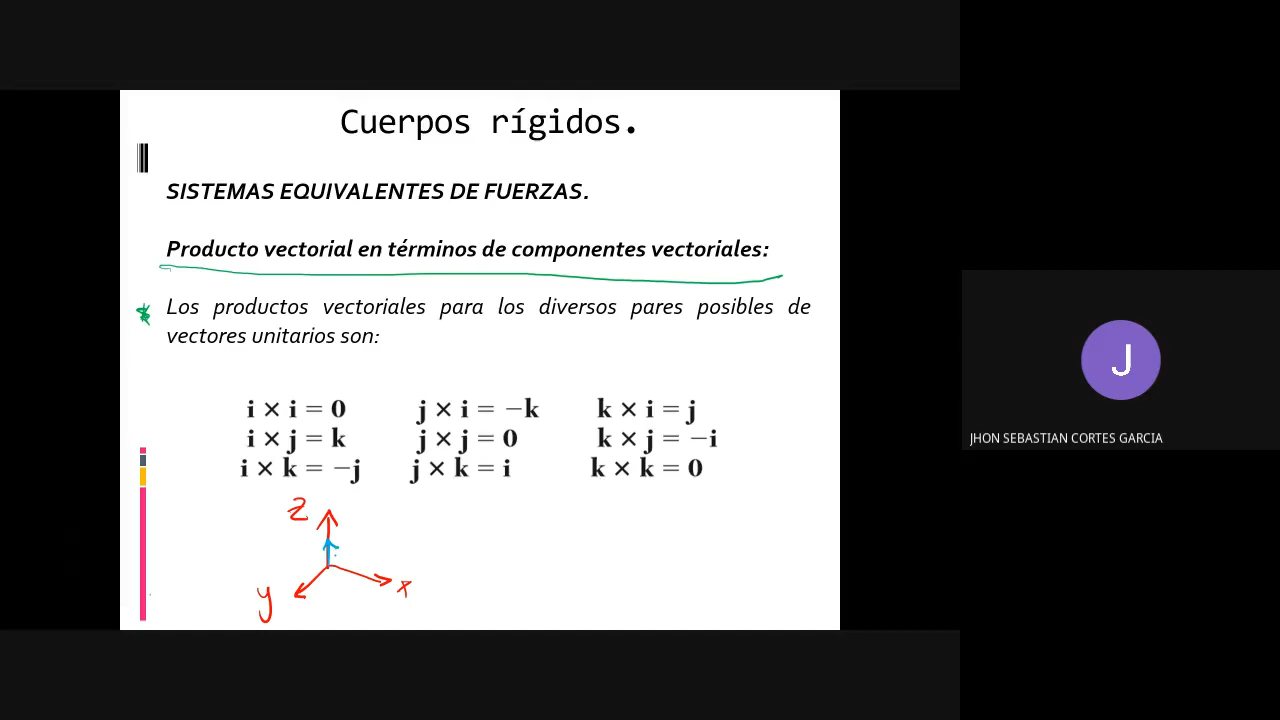 Cuerpos rígidos.
SISTEMAS EQUIVALENTES DE FUERZAS.
Producto vectorial en términos de componentes vectoriales:
Los productos vectoriales para los diversos pares posibles de
vectores unitarios son:
i × i = 0 j × i = −k k × i = j
i × j = k j × j = 0 k × j = −i
i × k = −j j × k = i k × k = 0
z
y x
J
JHON SEBASTIAN CORTES GARCIA